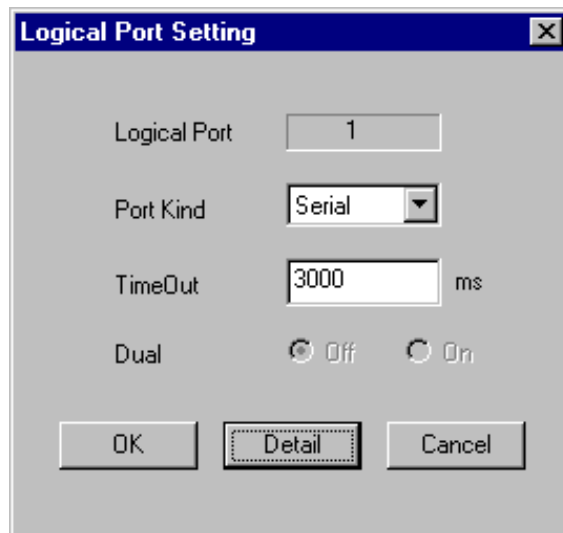 Logical Port Setting
Logical Port 1
Port Kind Serial
TimeOut 3000 ms
Dual Off On
OK Detail Cancel